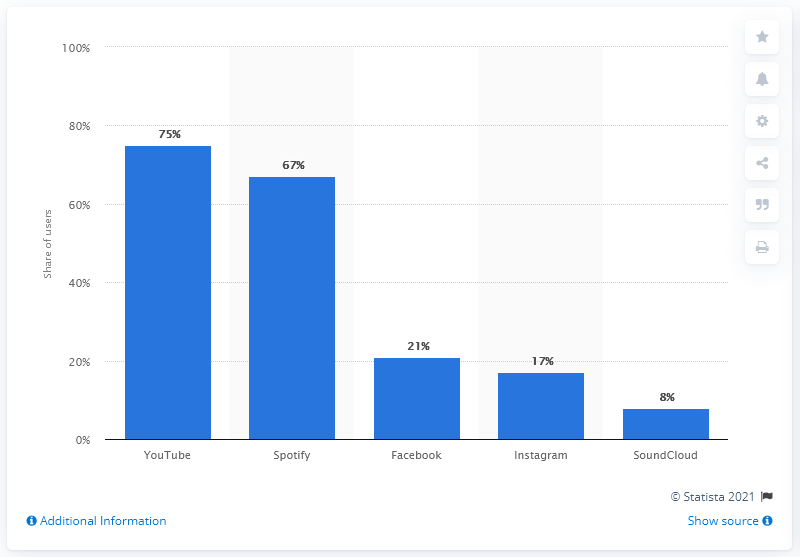 100%
80%
60%
40%
20%
0%
Share of users
75%
67%
21%
17%
8%
YouTube
Spotify
Facebook
Instagram
SoundCloud
© Statista 2021
Additional Information
Show source